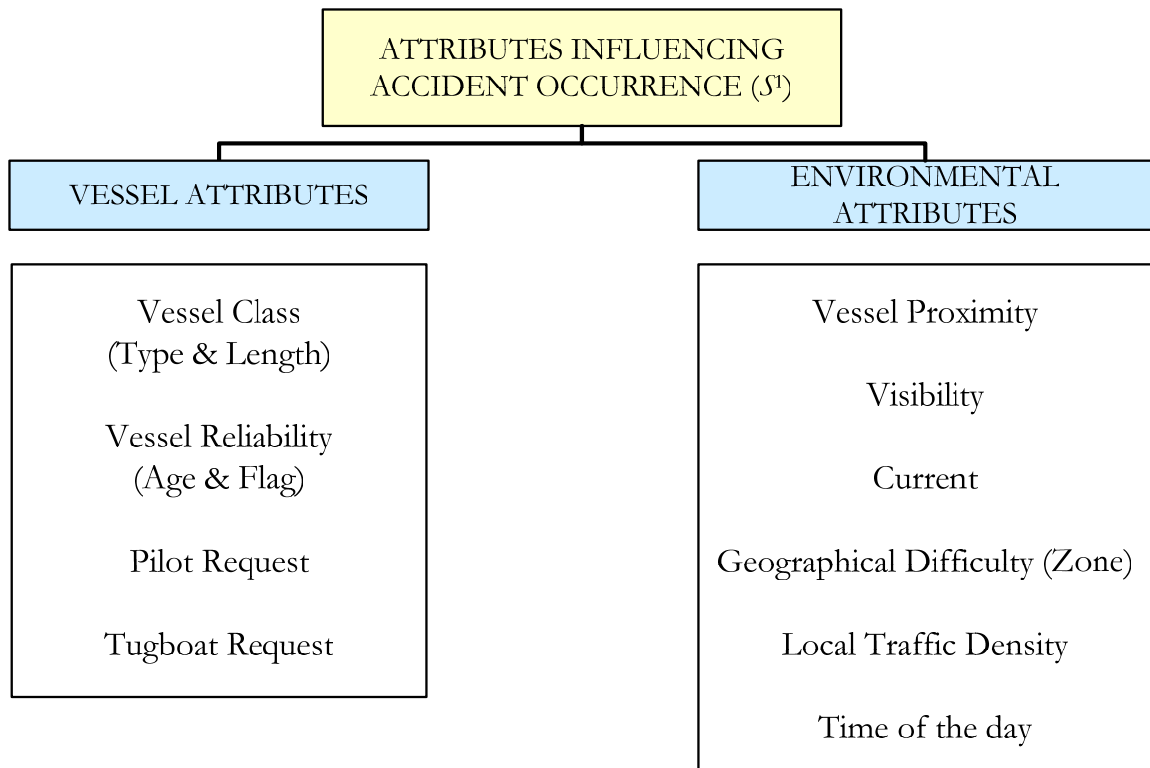 ATTRIBUTES INFLUENCING
ACCIDENT OCCURRENCE (S¹)
VESSEL ATTRIBUTES
ENVIRONMENTAL
ATTRIBUTES
Vessel Class
(Type & Length)
Vessel Reliability
(Age & Flag)
Pilot Request
Tugboat Request
Vessel Proximity
Visibility
Current
Geographical Difficulty (Zone)
Local Traffic Density
Time of the day